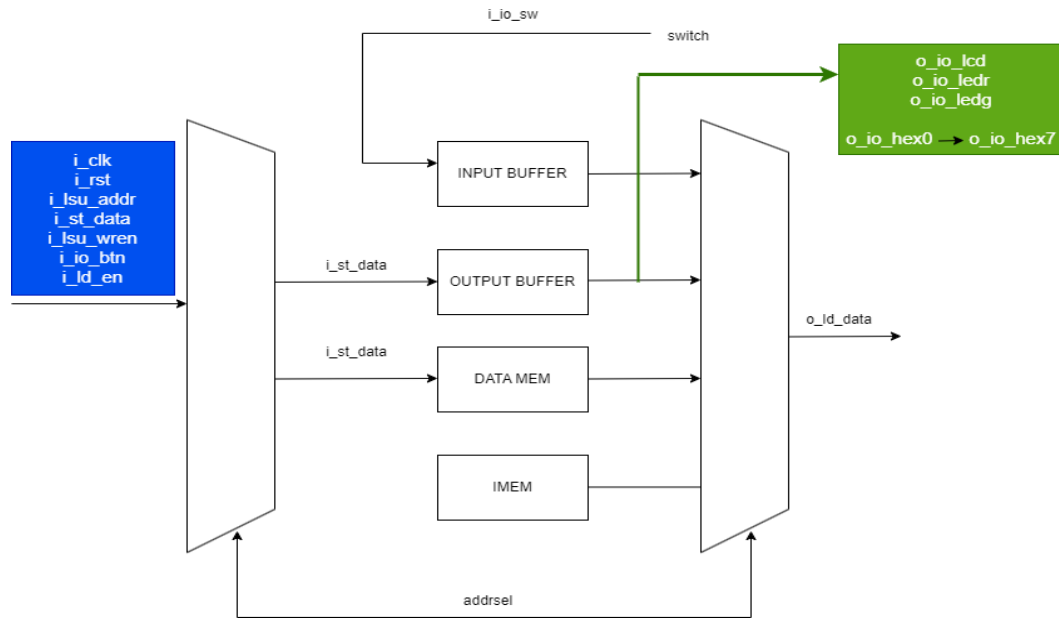 i_io_sw
switch
o_io_lcd
o_io_ledr
o_io_ledg
o_io_hex0 → o_io_hex7
i_clk
i_rst
i_lsu_addr
i_st_data
i_lsu_wren
i_io_btn
i_ld_en
INPUT BUFFER
i_st_data
OUTPUT BUFFER
o_ld_data
i_st_data
DATA MEM
IMEM
addrsel